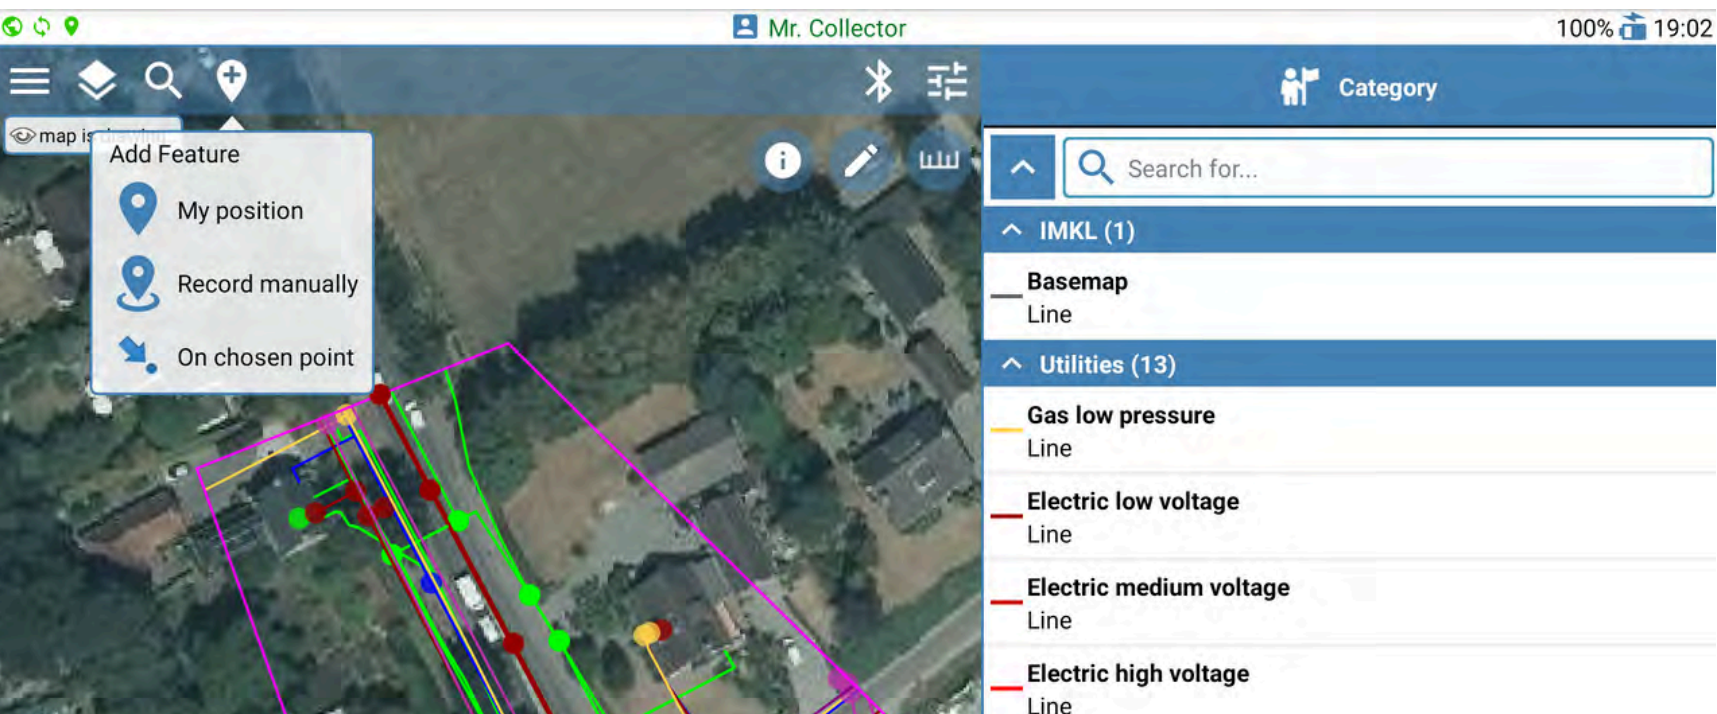 Mr. Collector
100% 19:02
map is
Add Feature
My position
Record manually
On chosen point
Category
Search for...
IMKL (1)
Basemap
Line
Utilities (13)
Gas low pressure
Line
Electric low voltage
Line
Electric medium voltage
Line
Electric high voltage
Line